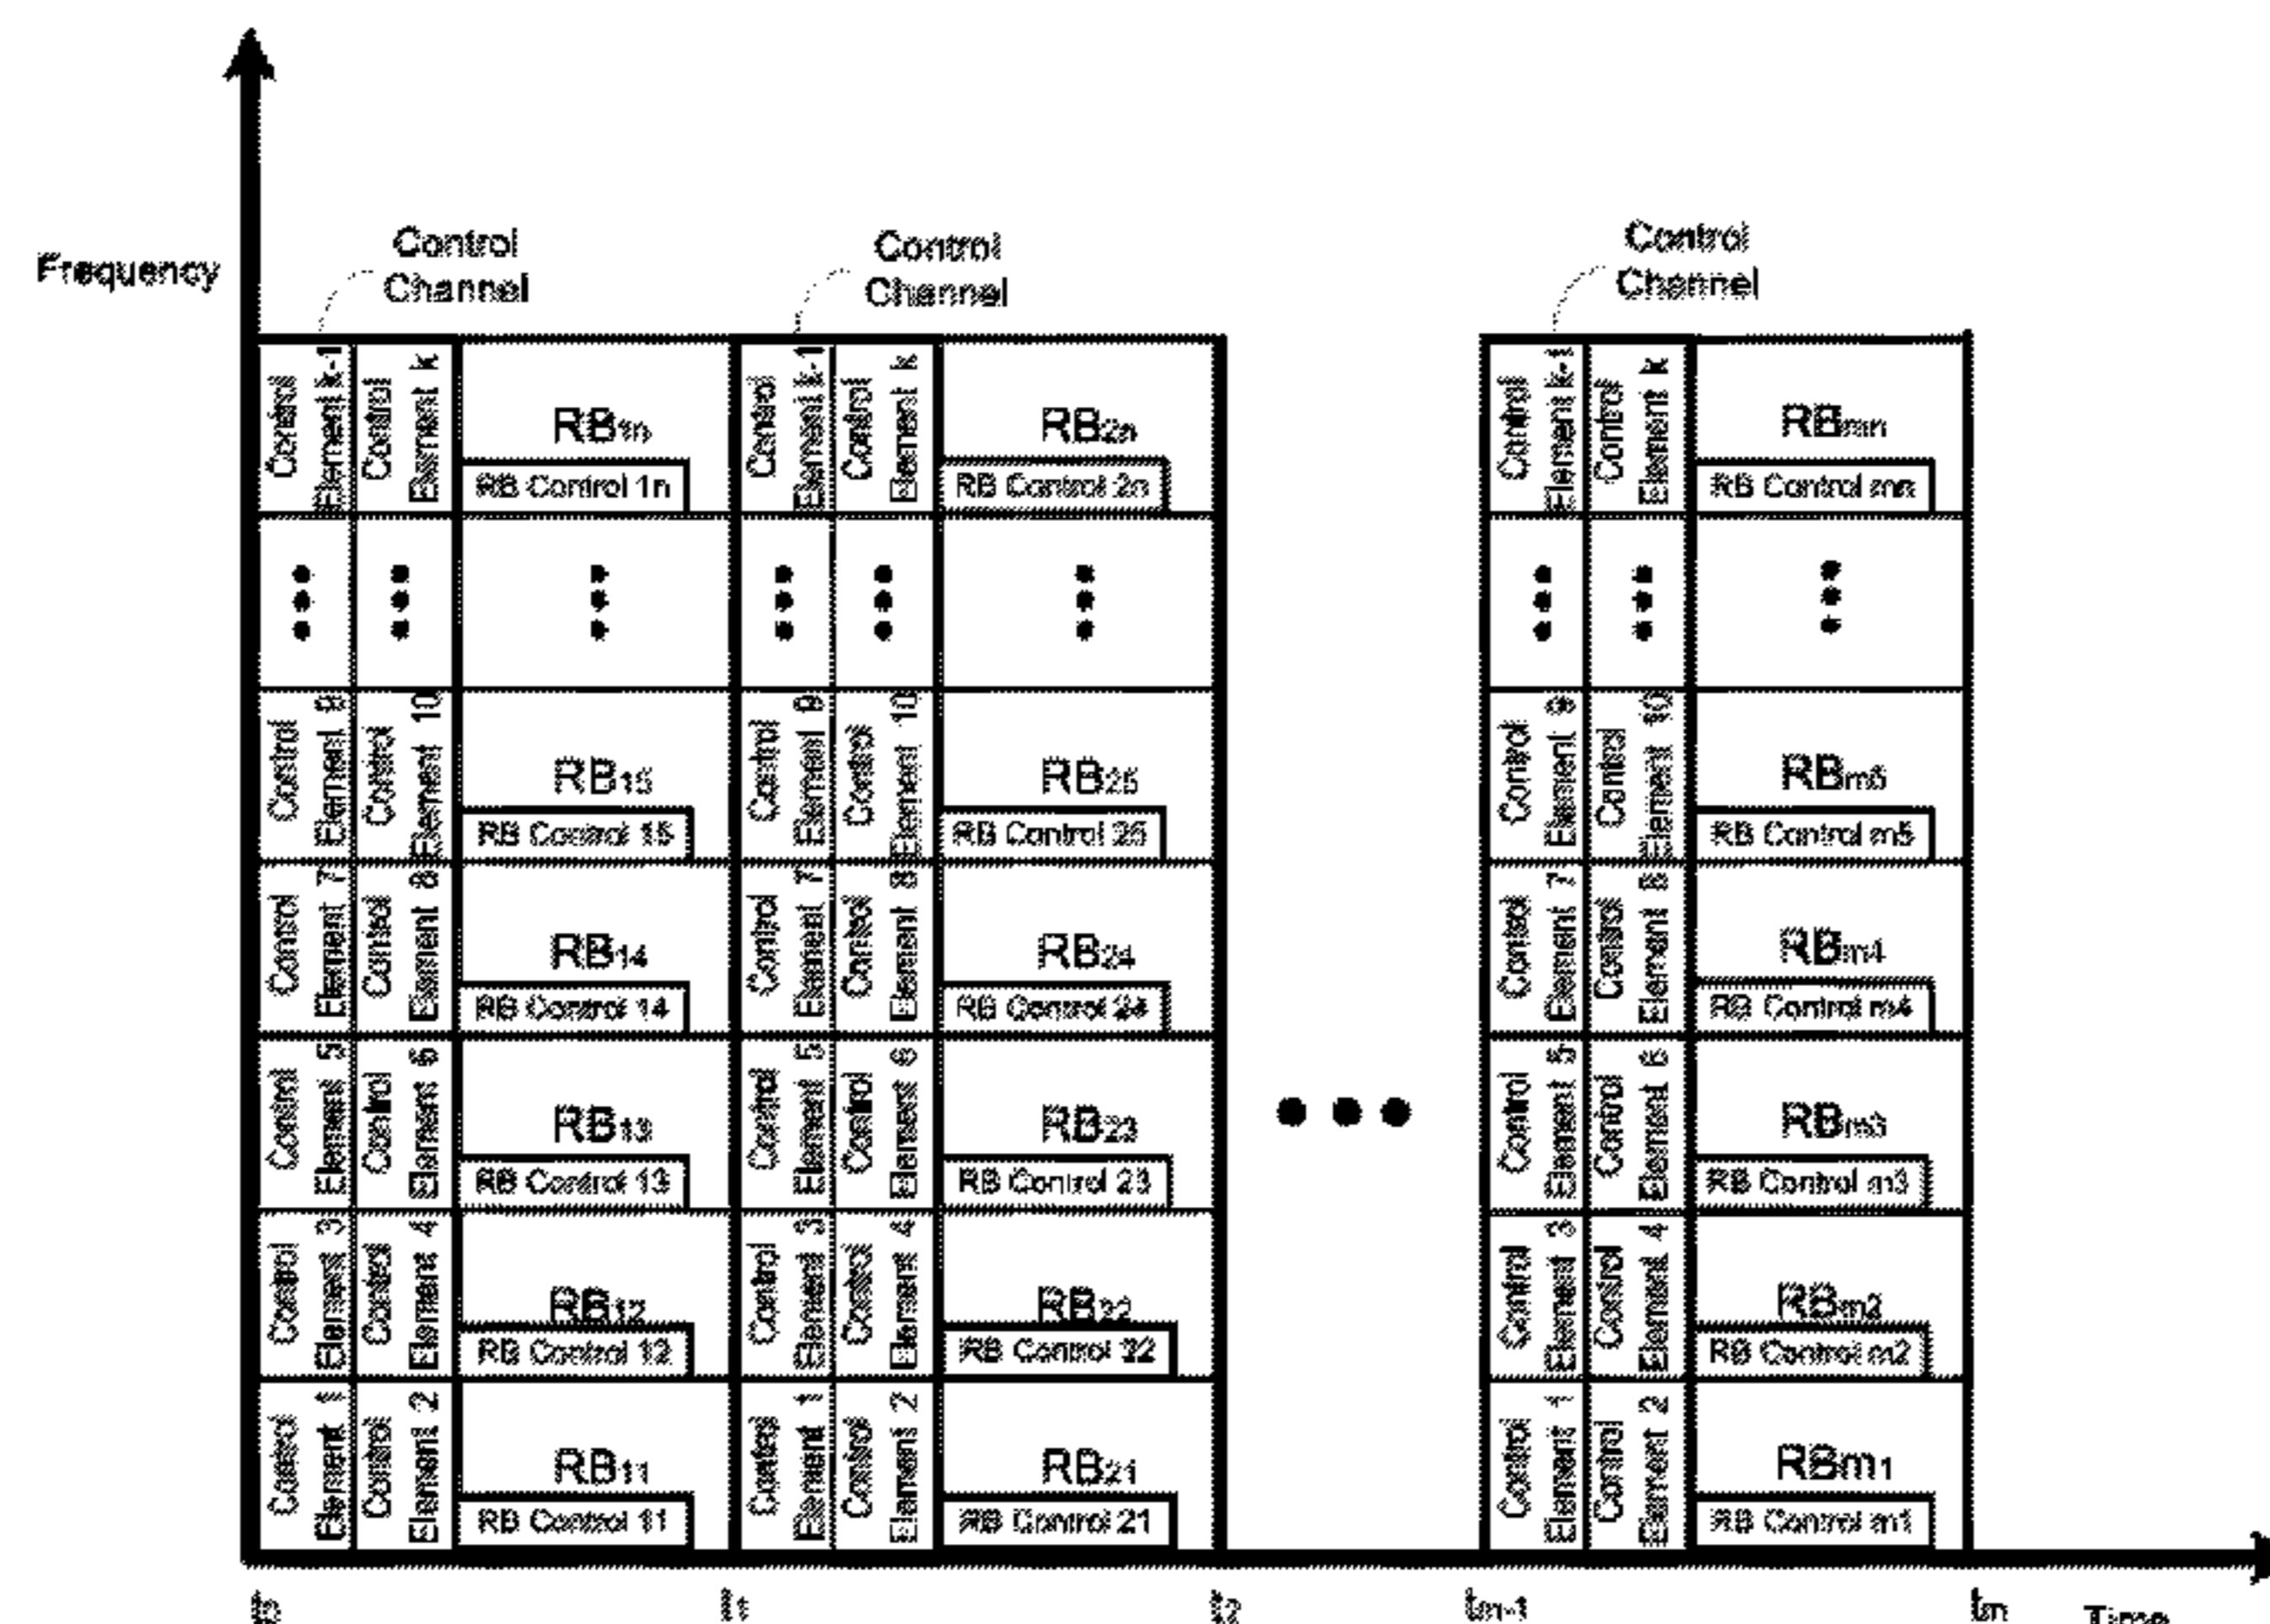 Frequency
Control
Channel
Control
Channel
Control
Channel
Control
Element k-1
Control
Element k
RB1n
RB Control 1n
Control
Element k-1
Control
Element k
RB2n
RB Control 2n
Control
Element k-1
Control
Element k
RBmn
RB Control mn
Control
Element 9
Control
Element 10
RB15
RB Control 15
Control
Element 9
Control
Element 10
RB25
RB Control 25
Control
Element 9
Control
Element 10
RBm5
RB Control m5
Control
Element 7
Control
Element 8
RB14
RB Control 14
Control
Element 7
Control
Element 8
RB24
RB Control 24
Control
Element 7
Control
Element 8
RBm4
RB Control m4
Control
Element 5
Control
Element 6
RB13
RB Control 13
Control
Element 5
Control
Element 6
RB23
RB Control 23
Control
Element 5
Control
Element 6
RBm3
RB Control m3
Control
Element 3
Control
Element 4
RB12
RB Control 12
Control
Element 3
Control
Element 4
RB22
RB Control 22
Control
Element 3
Control
Element 4
RBm2
RB Control m2
Control
Element 1
Control
Element 2
RB11
RB Control 11
Control
Element 1
Control
Element 2
RB21
RB Control 21
Control
Element 1
Control
Element 2
RBm1
RB Control m1
t0
t1
t2
tm-1
tm
Time